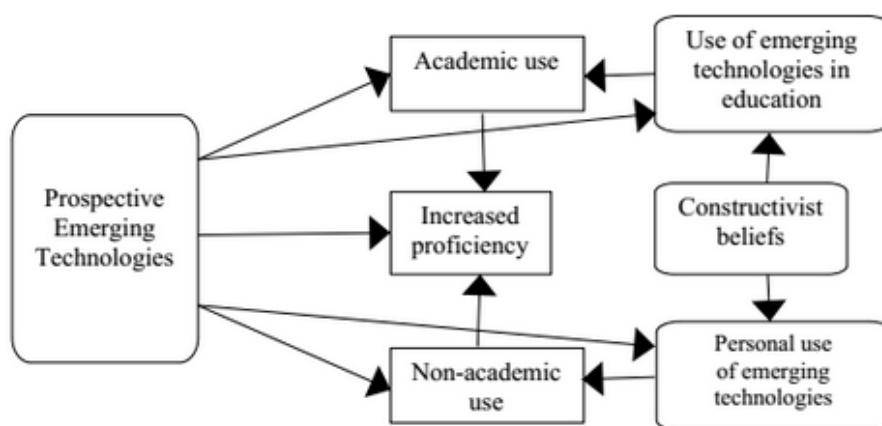 Prospective
Emerging
Technologies
Academic use
Increased
proficiency
Non-academic
use
Use of emerging
technologies in
education
Constructivist
beliefs
Personal use
of emerging
technologies